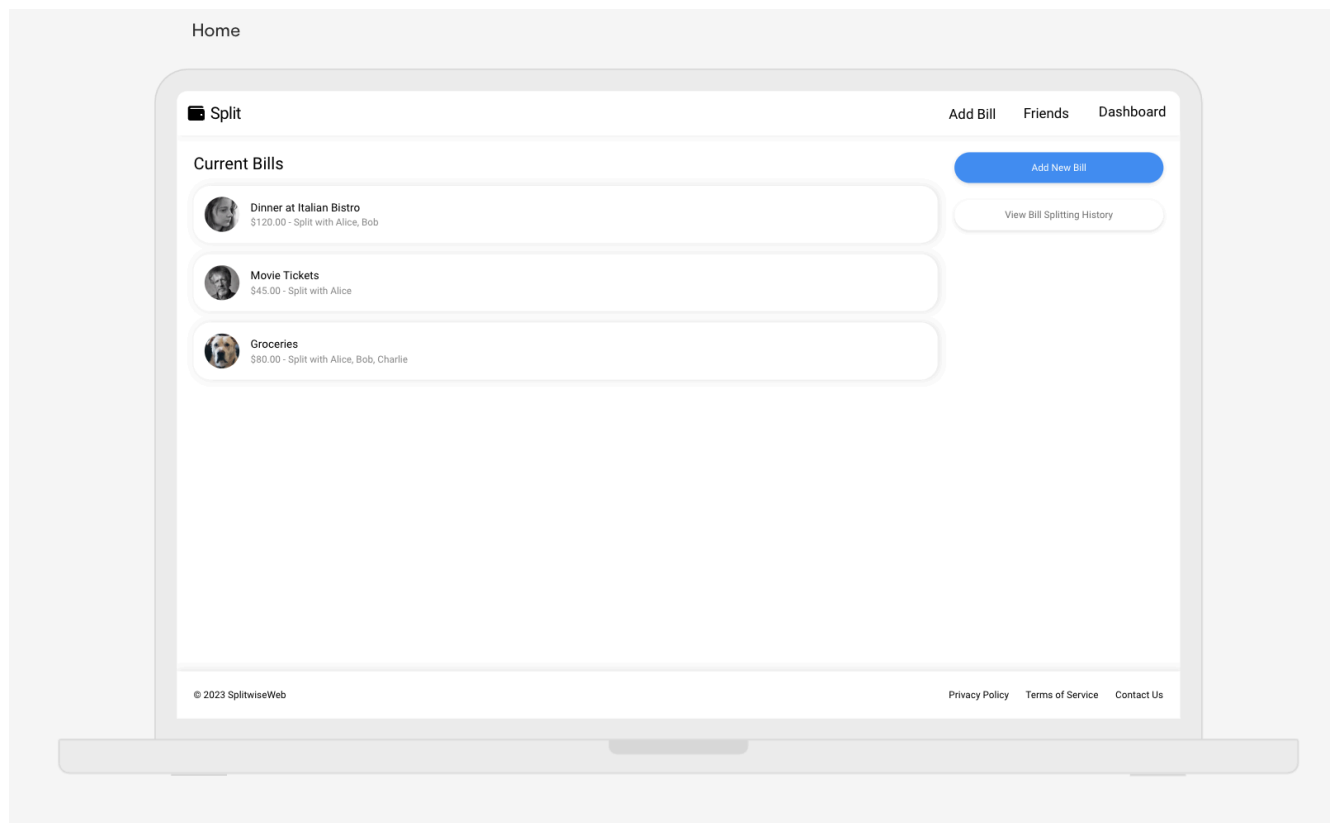 Home
Split
Add Bill
Friends
Dashboard
Current Bills
Add New Bill
Dinner at Italian Bistro
$120.00 - Split with Alice, Bob
View Bill Splitting History
Movie Tickets
$45.00 - Split with Alice
Groceries
$80.00 - Split with Alice, Bob, Charlie
© 2023 SplitwiseWeb
Privacy Policy
Terms of Service
Contact Us